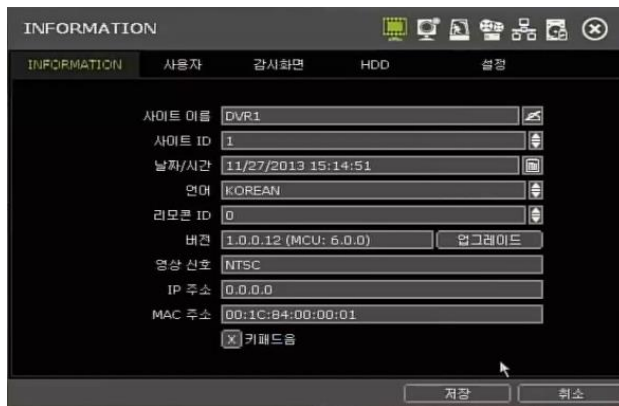 INFORMATION
INFORMATION 사용자 감시화면 HDD 설정
사이트 이름 DVR1
사이트 ID 1
날짜/시간 11/27/2013 15:14:51
언어 KOREAN
리모콘 ID 0
버젼 1.0.0.12 (MCU: 6.0.0) 업그레이드
영상 신호 NTSC
IP 주소 0.0.0.0
MAC 주소 00:1C:84:00:00:01
X 키패드음
저장 취소